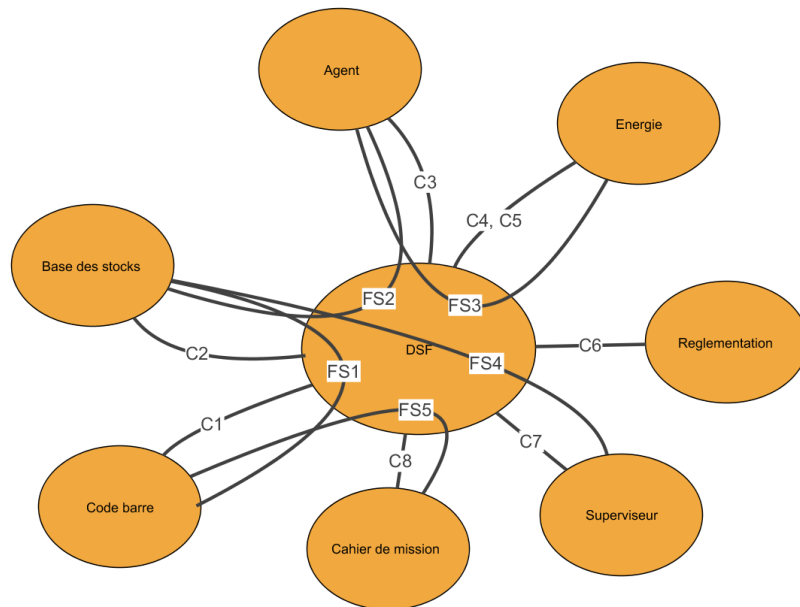 Agent
Energie
C3
C4, C5
Base des stocks
FS2
FS3
C2
DSF
C6
Reglementation
FS1
FS4
C1
FS5
C7
C8
Code barre
Superviseur
Cahier de mission